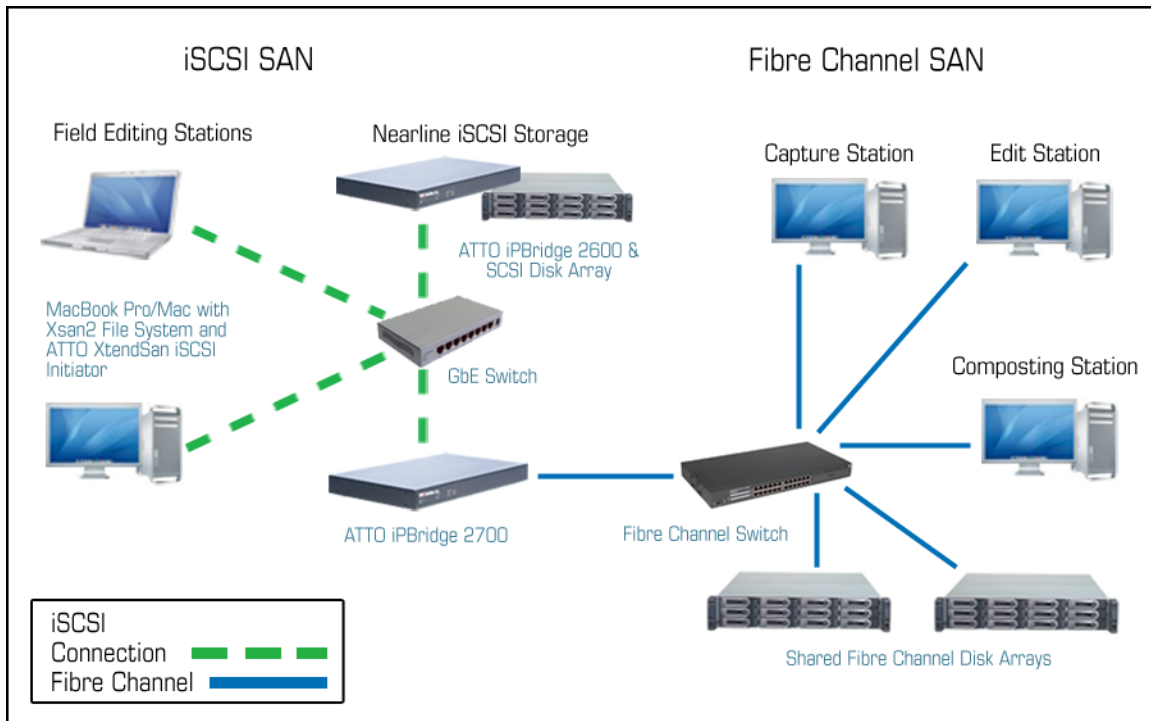 iSCSI SAN
Fibre Channel SAN
Field Editing Stations
Nearline iSCSI Storage
Capture Station
Edit Station
ATTO iPBridge 2600 &
SCSI Disk Array
MacBook Pro/Mac with
Xsan2 File System and
ATTO XtendSan iSCSI
Initiator
GbE Switch
Composting Station
ATTO iPBridge 2700
Fibre Channel Switch
Shared Fibre Channel Disk Arrays
iSCSI
Connection
Fibre Channel